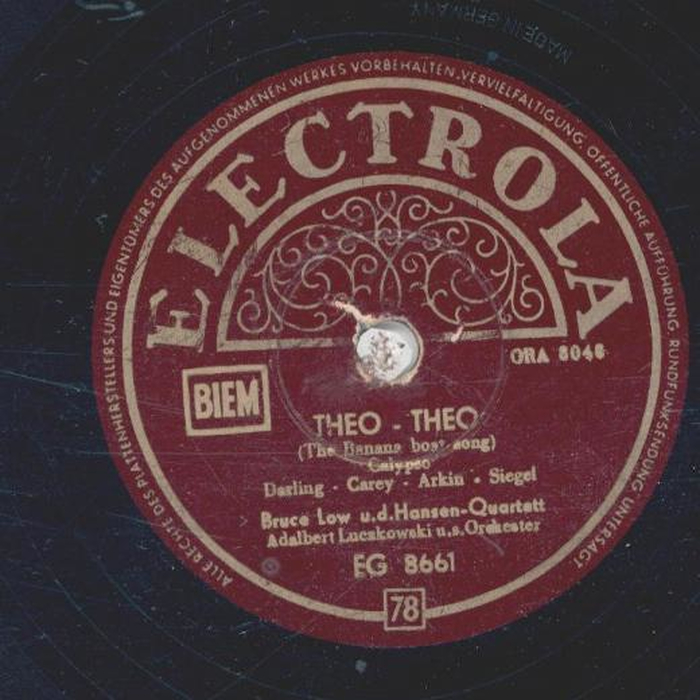 MADE IN GERMANY
ALLE RECHTE DES PLATTENHERSTELLERS UND EIGENTÜMERS DES AUFGENOMMENEN WERKES VORBEHALTEN. VERVIELFÄLTIGUNG, ÖFFENTLICHE AUFFÜHRUNG, RUNDFUNKSENDUNG UNTERSAGT
ELECTROLA
ORA 8046
BIEM
THEO - THEO
(The Banana boat song)
Calypso
Darling - Carey - Arkin - Siegel
Bruce Low u.d. Hansen-Quartett
Adalbert Luczkowski u.s. Orchester
EG 8661
78